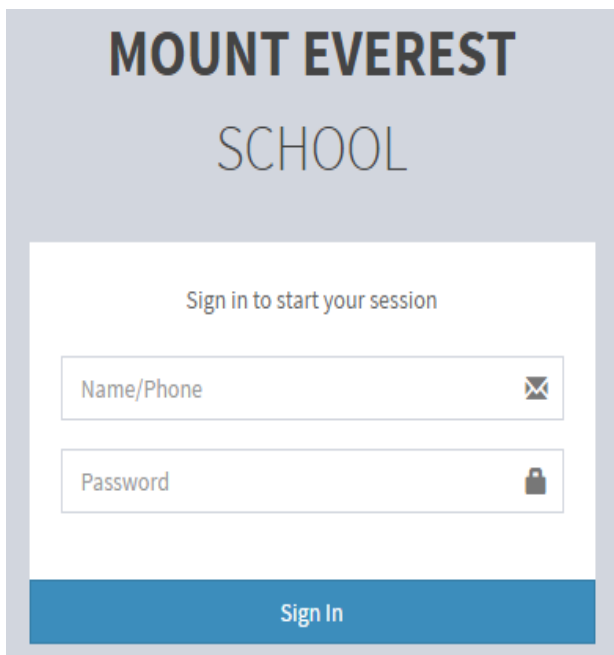 MOUNT EVEREST
SCHOOL
Sign in to start your session
Name/Phone
Password
Sign In